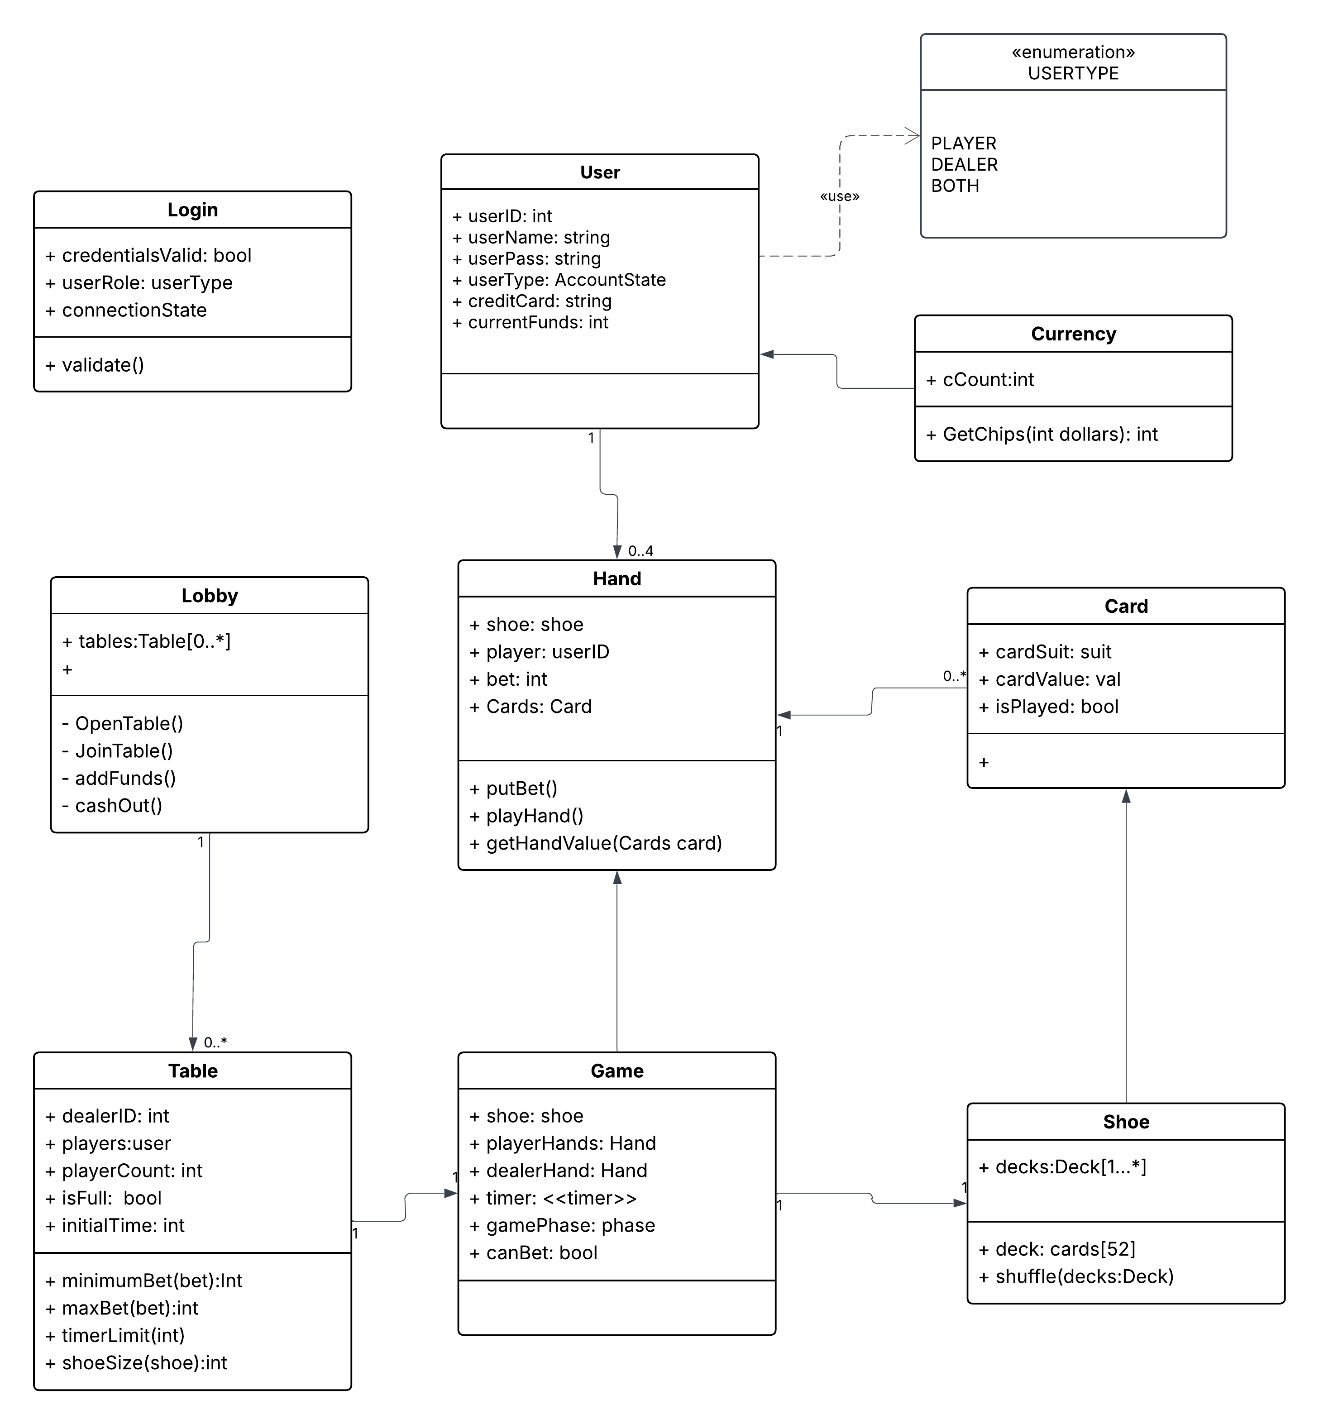 «enumeration»
USERTYPE
PLAYER
DEALER
BOTH
«use»
User
+ userID: int
+ userName: string
+ userPass: string
+ userType: AccountState
+ creditCard: string
+ currentFunds: int
1
Login
+ credentialsValid: bool
+ userRole: userType
+ connectionState
+ validate()
Currency
+ cCount:int
+ GetChips(int dollars): int
0..4
Hand
+ shoe: shoe
+ player: userID
+ bet: int
+ Cards: Card
+ putBet()
+ playHand()
+ getHandValue(Cards card)
1
Lobby
+ tables:Table[0..*]
+
- OpenTable()
- JoinTable()
- addFunds()
- cashOut()
1
Card
+ cardSuit: suit
+ cardValue: val
+ isPlayed: bool
+
0..*
0..*
Table
+ dealerID: int
+ players:user
+ playerCount: int
+ isFull:  bool
+ initialTime: int
+ minimumBet(bet):Int
+ maxBet(bet):int
+ timerLimit(int)
+ shoeSize(shoe):int
1
1
Game
+ shoe: shoe
+ playerHands: Hand
+ dealerHand: Hand
+ timer: <<timer>>
+ gamePhase: phase
+ canBet: bool
1
1
Shoe
+ decks:Deck[1...*]
+ deck: cards[52]
+ shuffle(decks:Deck)